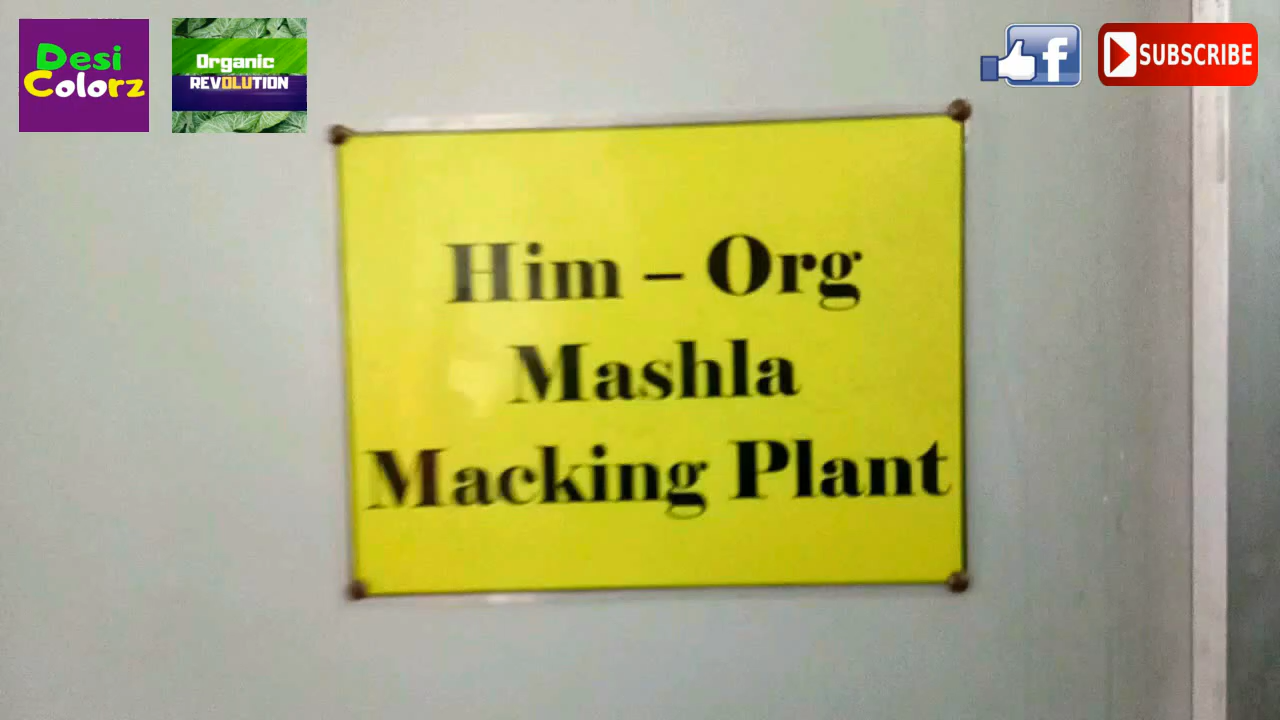 Desi
Colorz
Organic
REVOLUTION
f
SUBSCRIBE
Him – Org
Mashla
Macking Plant